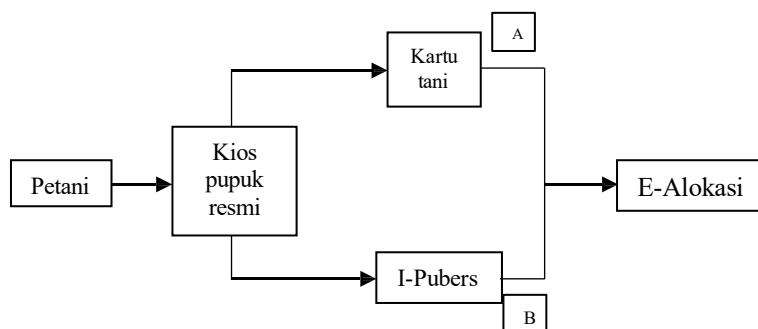 A
Kartu
tani
Kios
pupuk
resmi
Petani
E-Alokasi
I-Pubers
B